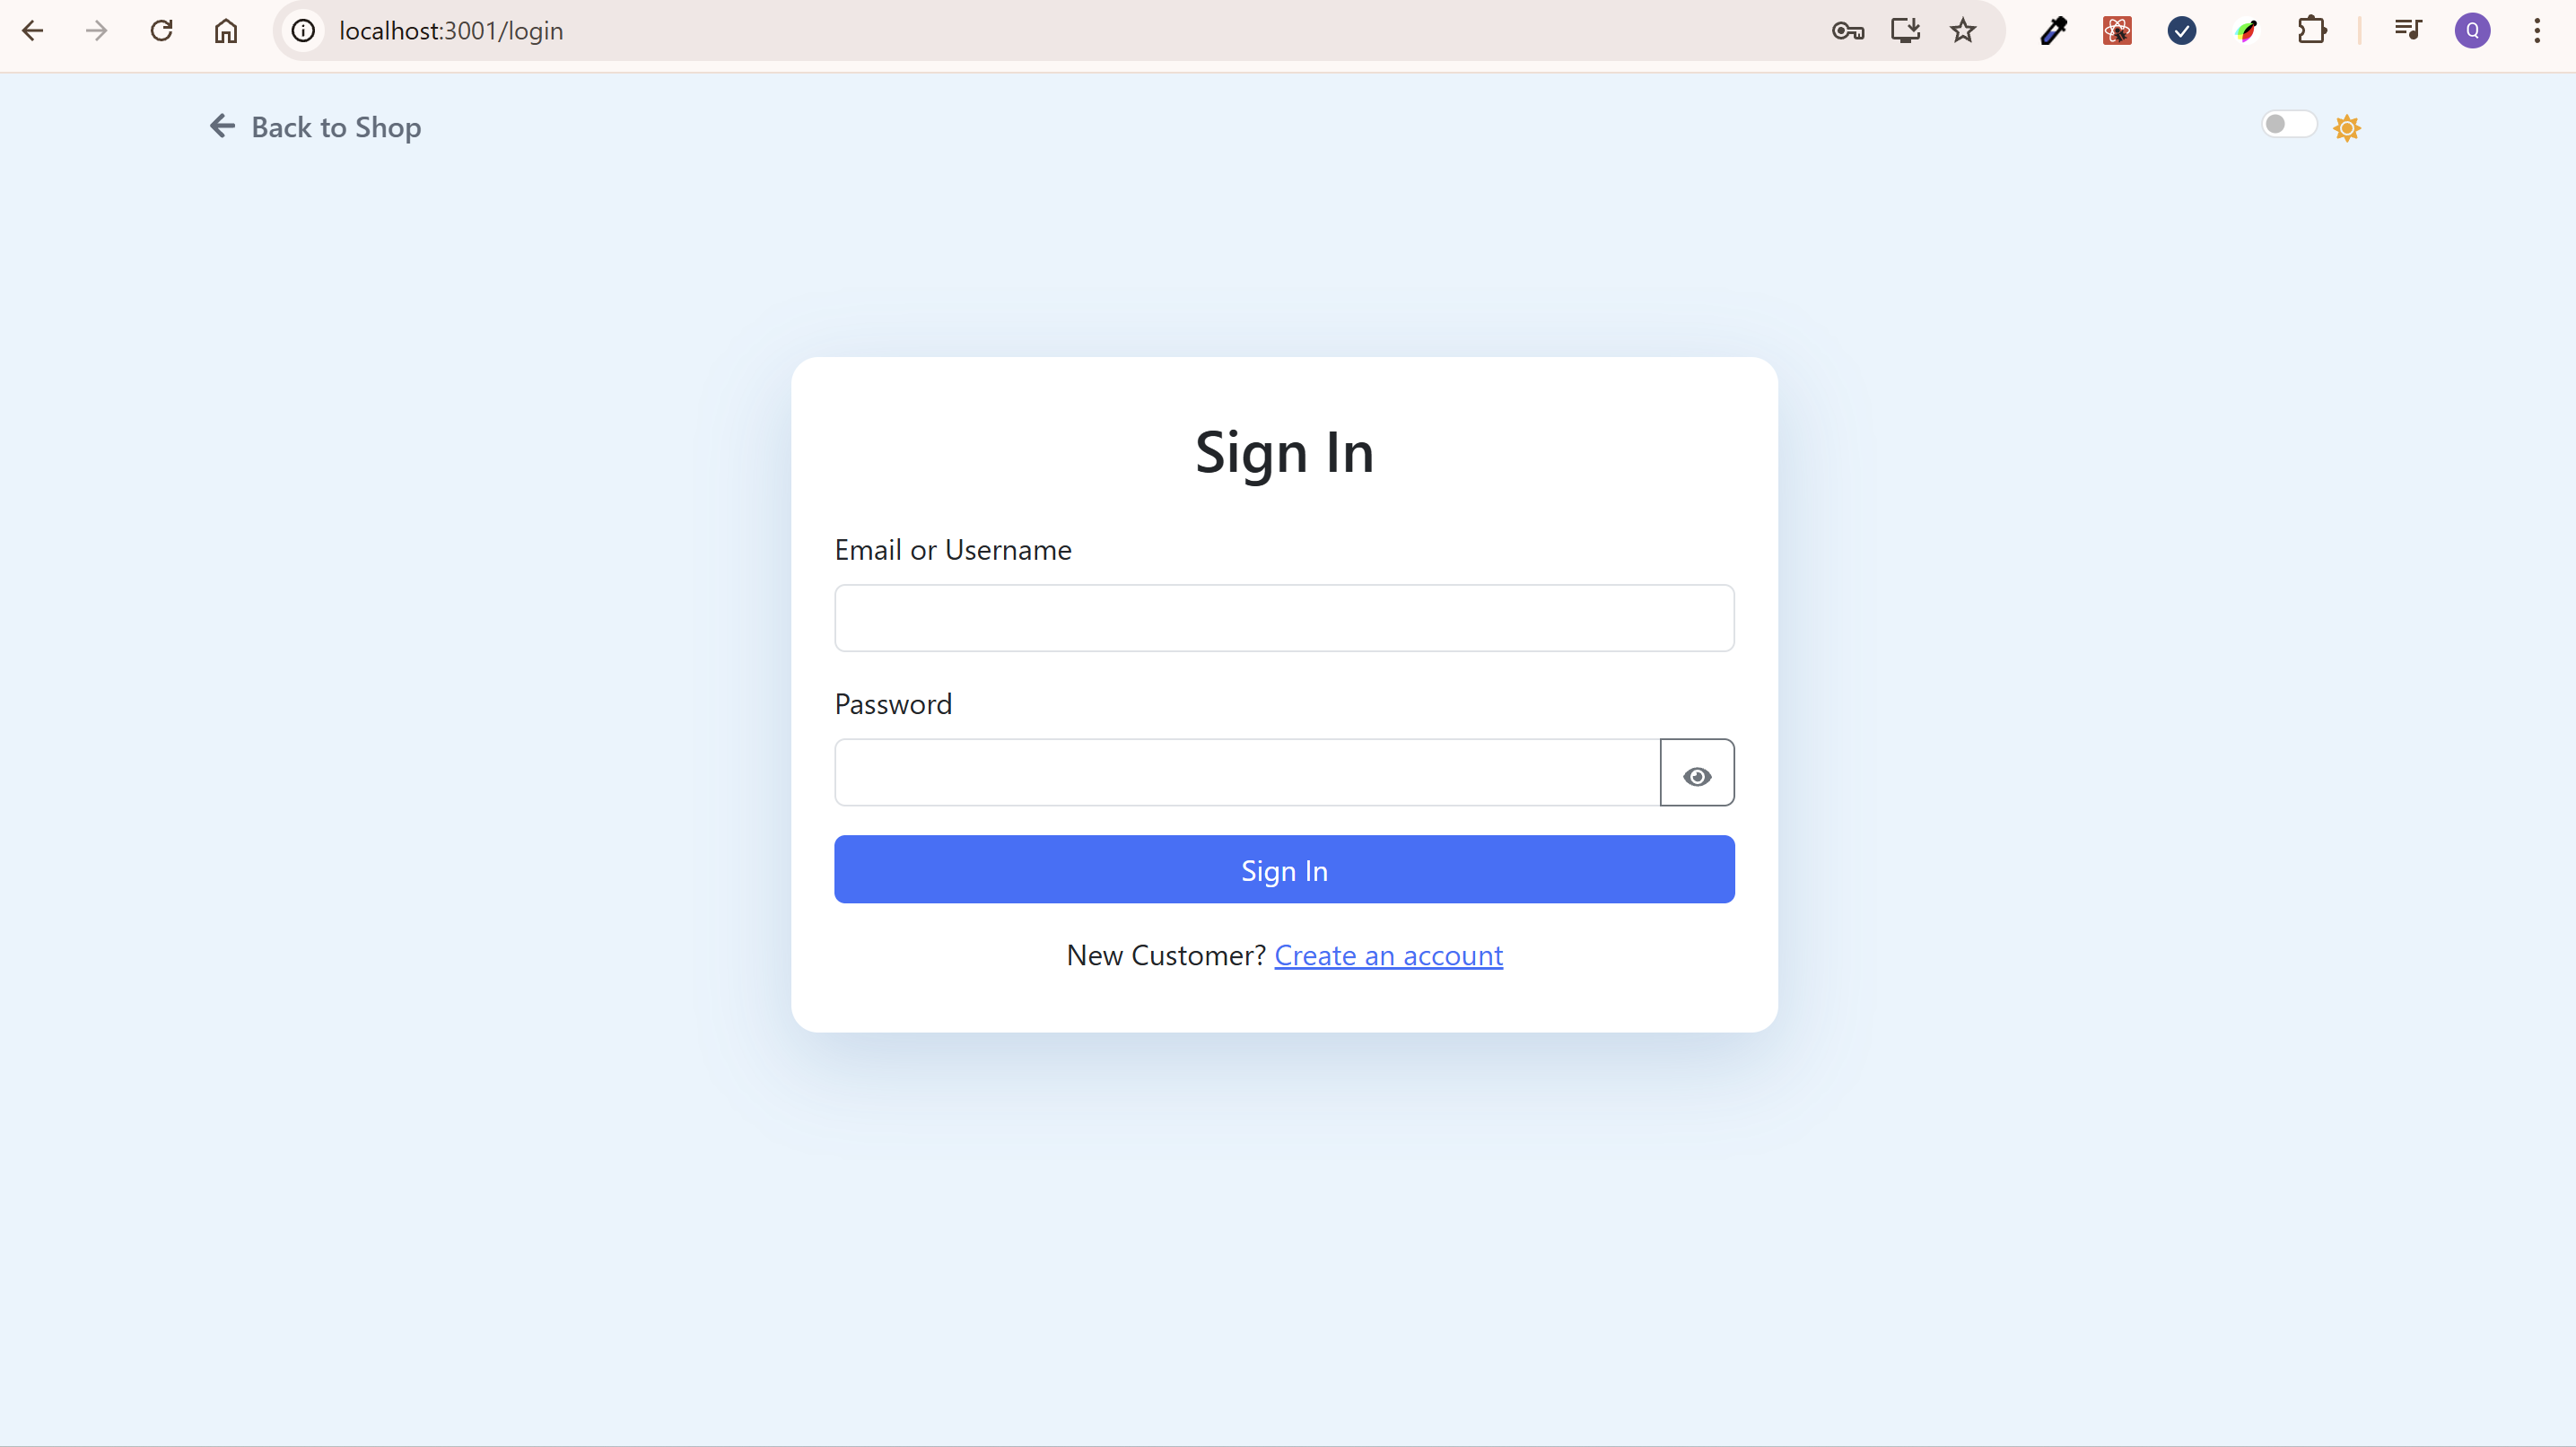 localhost:3001/login
Q
Back to Shop
Sign In
Email or Username
Password
Sign In
New Customer? Create an account